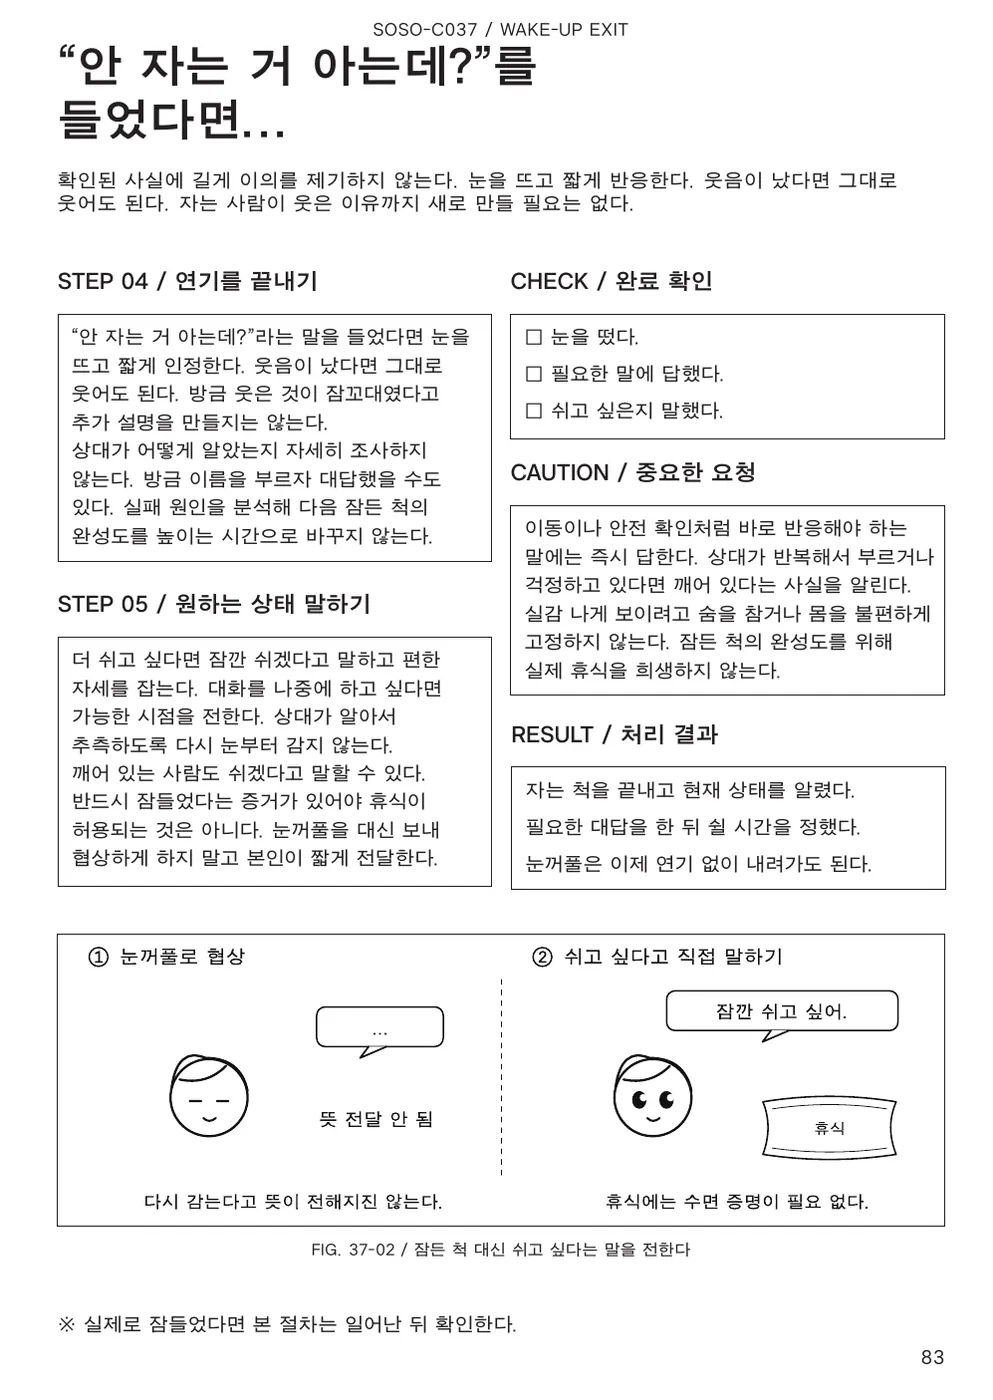 SOSO-C037 / WAKE-UP EXIT
“안 자는 거 아는데?”를
들었다면...
확인된 사실에 길게 이의를 제기하지 않는다. 눈을 뜨고 짧게 반응한다. 웃음이 났다면 그대로
웃어도 된다. 자는 사람이 웃은 이유까지 새로 만들 필요는 없다.
STEP 04 / 연기를 끝내기
“안 자는 거 아는데?”라는 말을 들었다면 눈을
뜨고 짧게 인정한다. 웃음이 났다면 그대로
웃어도 된다. 방금 웃은 것이 잠꼬대였다고
추가 설명을 만들지는 않는다.
상대가 어떻게 알았는지 자세히 조사하지
않는다. 방금 이름을 부르자 대답했을 수도
있다. 실패 원인을 분석해 다음 잠든 척의
완성도를 높이는 시간으로 바꾸지 않는다.
STEP 05 / 원하는 상태 말하기
더 쉬고 싶다면 잠깐 쉬겠다고 말하고 편한
자세를 잡는다. 대화를 나중에 하고 싶다면
가능한 시점을 전한다. 상대가 알아서
추측하도록 다시 눈부터 감지 않는다.
깨어 있는 사람도 쉬겠다고 말할 수 있다.
반드시 잠들었다는 증거가 있어야 휴식이
허용되는 것은 아니다. 눈꺼풀을 대신 보내
협상하게 하지 말고 본인이 짧게 전달한다.
CHECK / 완료 확인
□ 눈을 떴다.
□ 필요한 말에 답했다.
□ 쉬고 싶은지 말했다.
CAUTION / 중요한 요청
이동이나 안전 확인처럼 바로 반응해야 하는
말에는 즉시 답한다. 상대가 반복해서 부르거나
걱정하고 있다면 깨어 있다는 사실을 알린다.
실감 나게 보이려고 숨을 참거나 몸을 불편하게
고정하지 않는다. 잠든 척의 완성도를 위해
실제 휴식을 희생하지 않는다.
RESULT / 처리 결과
자는 척을 끝내고 현재 상태를 알렸다.
필요한 대답을 한 뒤 쉴 시간을 정했다.
눈꺼풀은 이제 연기 없이 내려가도 된다.
① 눈꺼풀로 협상
...
뜻 전달 안 됨
다시 감는다고 뜻이 전해지진 않는다.
② 쉬고 싶다고 직접 말하기
잠깐 쉬고 싶어.
휴식
휴식에는 수면 증명이 필요 없다.
FIG. 37-02 / 잠든 척 대신 쉬고 싶다는 말을 전한다
※ 실제로 잠들었다면 본 절차는 일어난 뒤 확인한다.
83